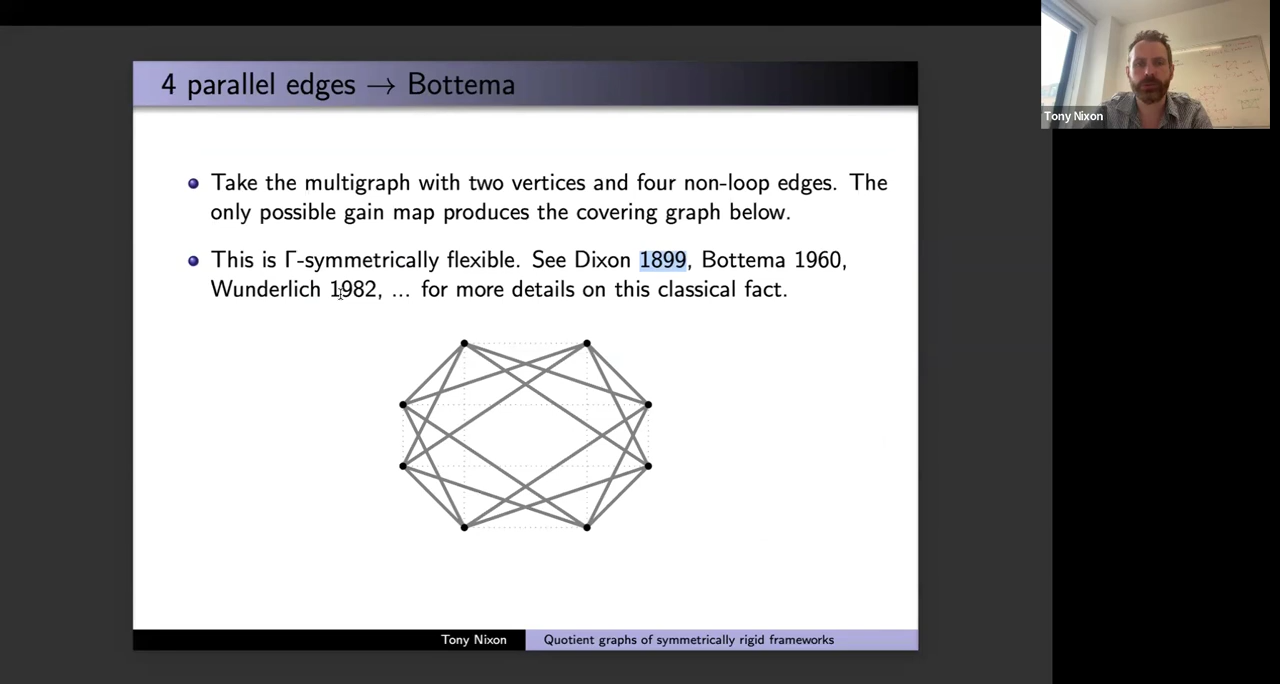 4 parallel edges → Bottema
Take the multigraph with two vertices and four non-loop edges. The
only possible gain map produces the covering graph below.
This is Γ-symmetrically flexible. See Dixon 1899, Bottema 1960,
Wunderlich 1982, ... for more details on this classical fact.
Tony Nixon
Quotient graphs of symmetrically rigid frameworks
Tony Nixon